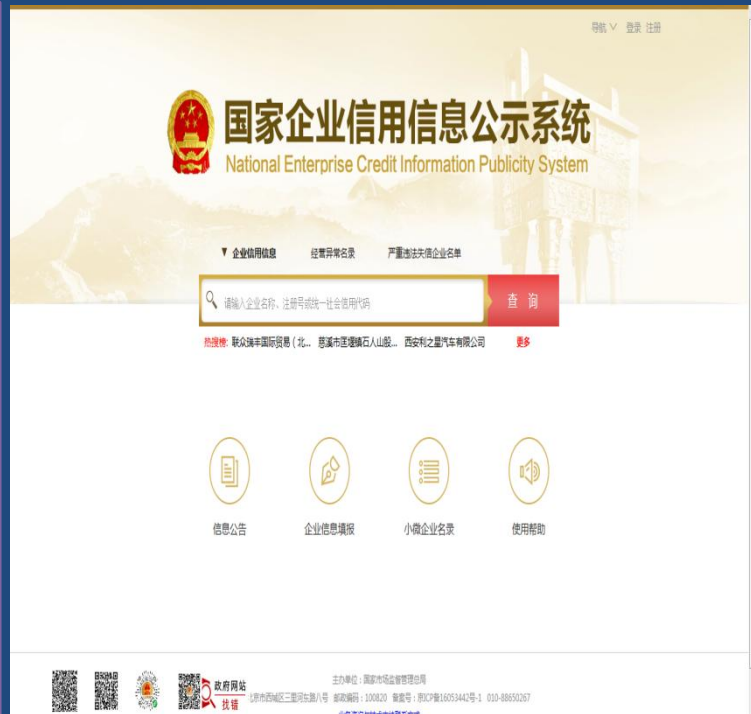 导航 登录 注册
国家企业信用信息公示系统
National Enterprise Credit Information Publicity System
企业信用信息 经营异常名录 严重违法失信企业名单
请输入企业名称、注册号或统一社会信用代码 查询
热搜榜: 联众瑞丰国际贸易（北... 慈溪市匡堰镇石人山股... 西安利之星汽车有限公司 更多
信息公告 企业信息填报 小微企业名录 使用帮助
主办单位：国家市场监督管理总局
政府网站
找错
北京市西城区三里河东路八号 邮政编码：100820 备案号：京ICP备16053442号-1 010-88650267